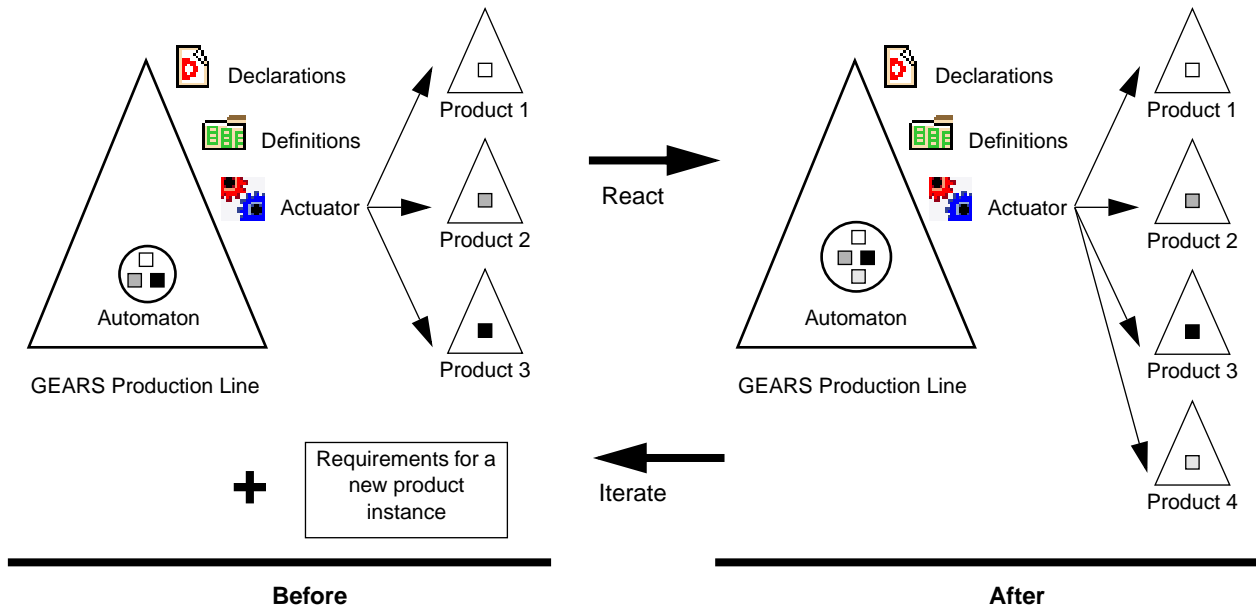 Declarations
Definitions
Actuator
Automaton
GEARS Production Line
Product 1
Product 2
Product 3
Requirements for a
new product
instance
Before
React
Iterate
Declarations
Definitions
Actuator
Automaton
GEARS Production Line
Product 1
Product 2
Product 3
Product 4
After